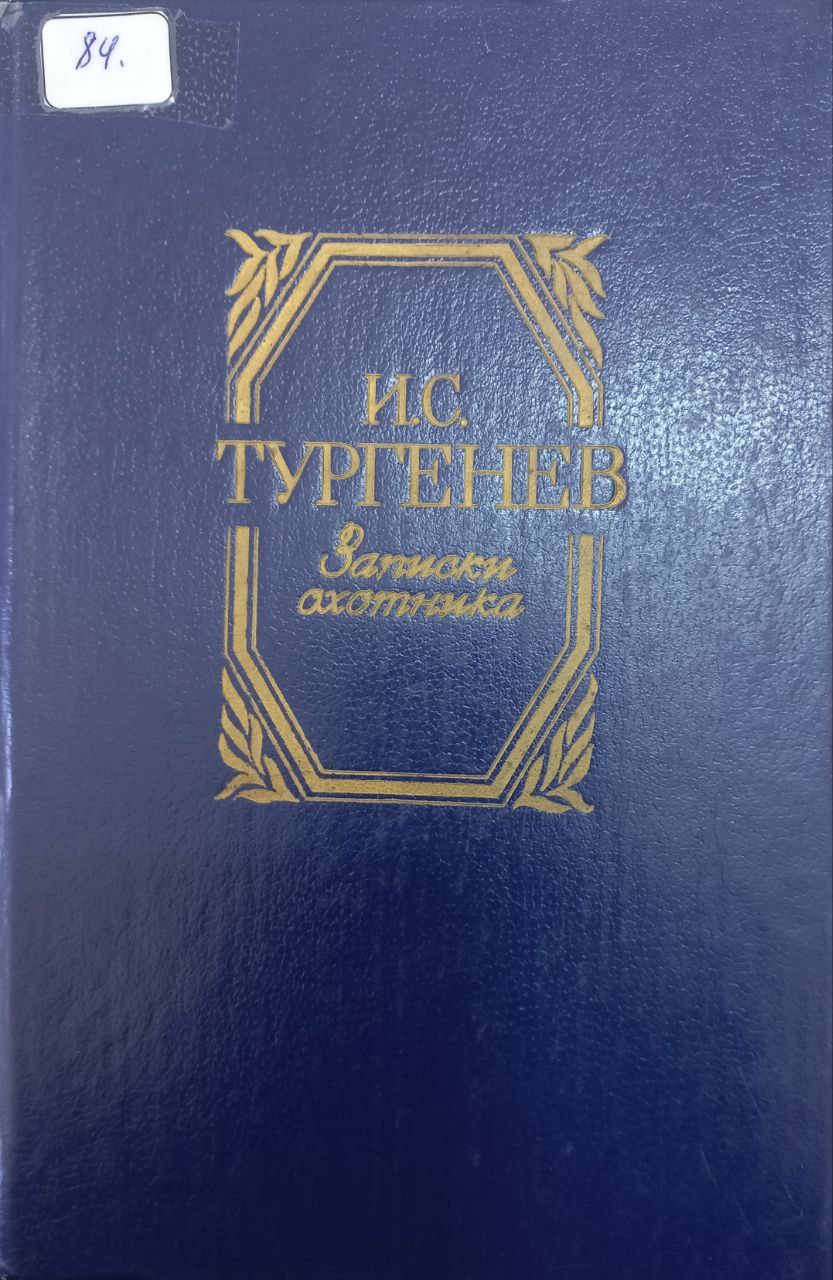 84.
И.С.
ТУРГЕНЕВ
Записки
охотника